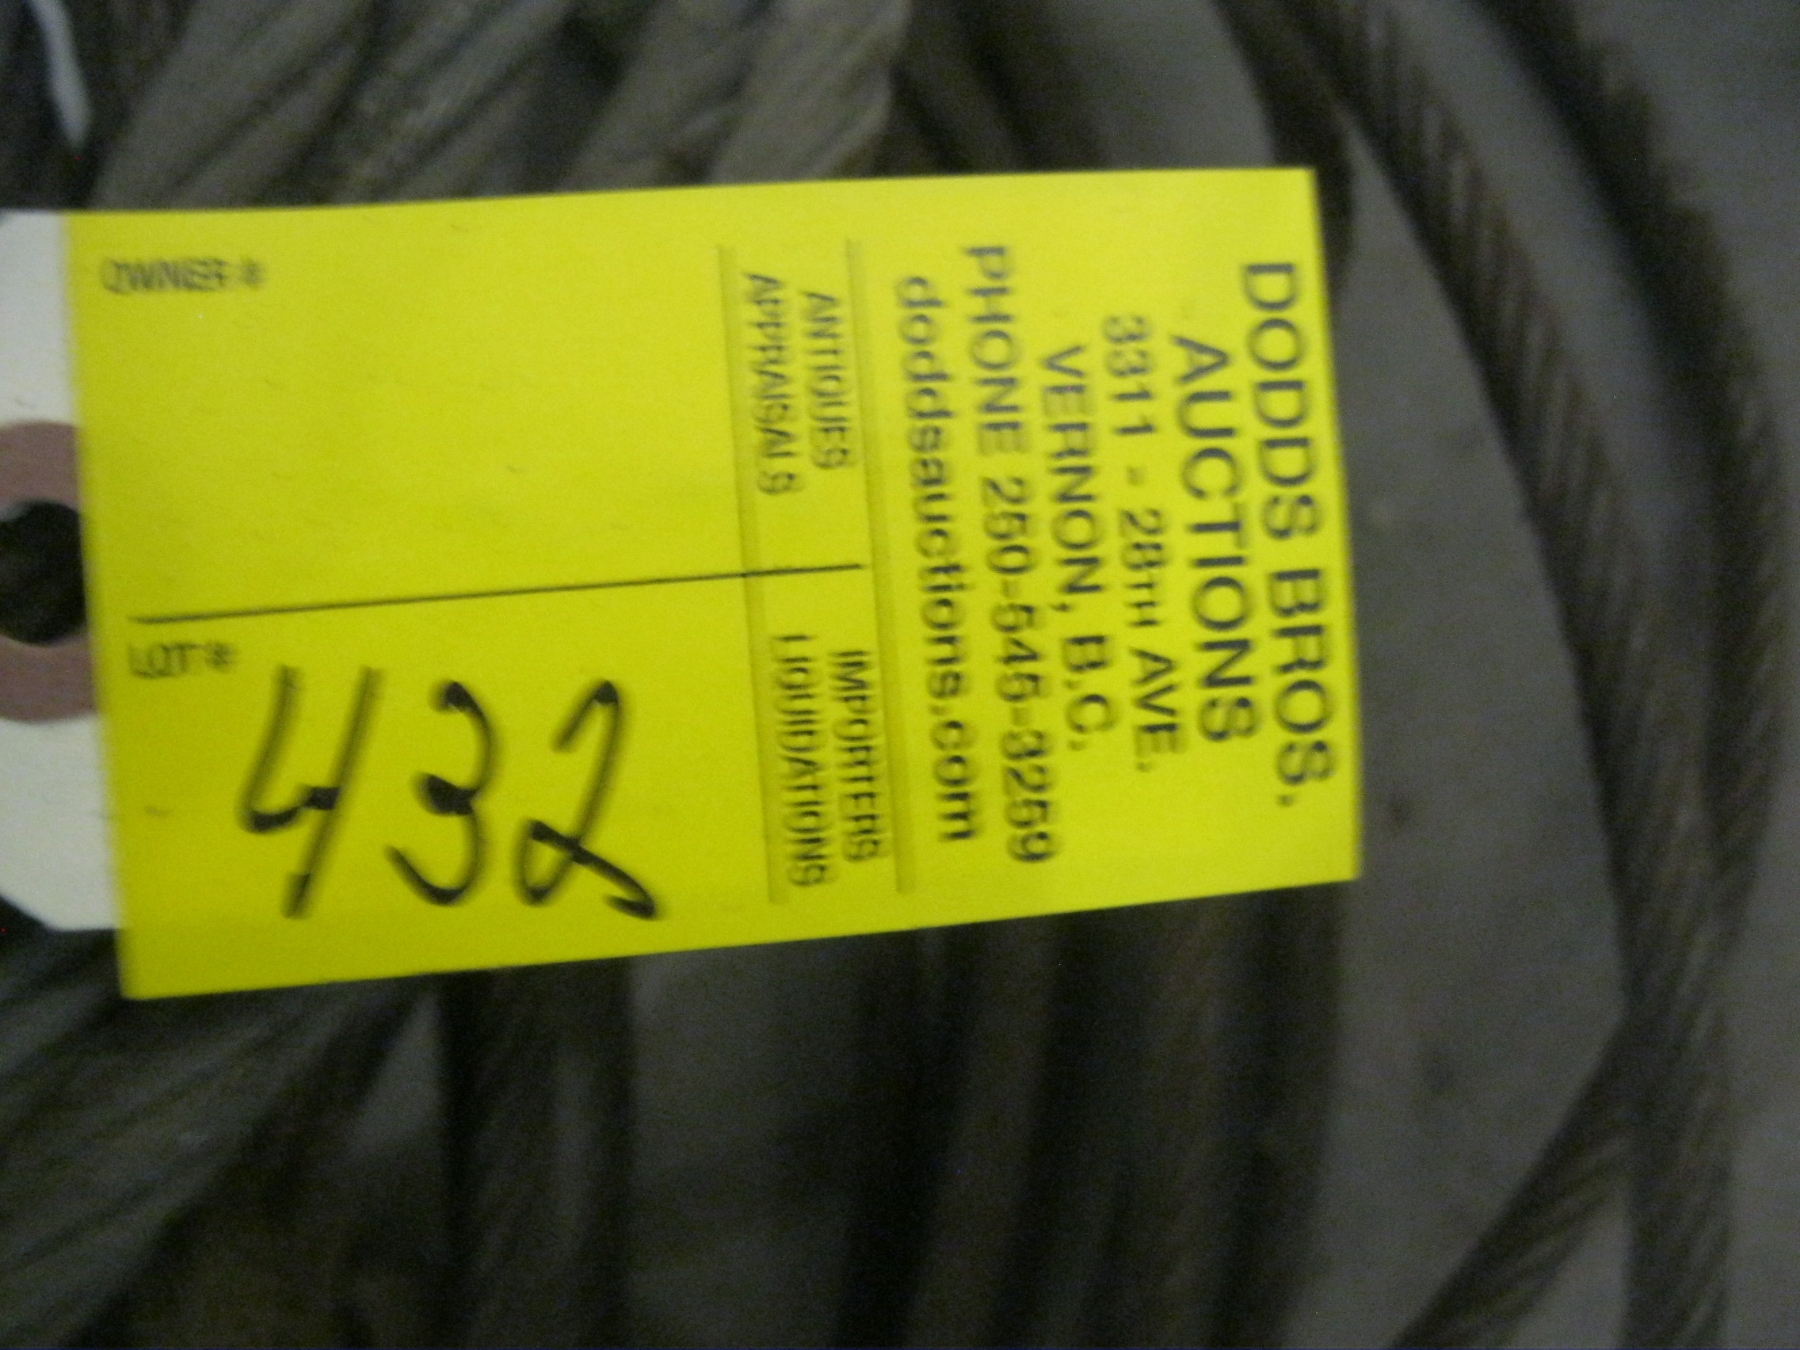 DODDS BROS.
AUCTIONS
3311 - 28TH AVE.
VERNON, B.C.
PHONE 250-545-3259
doddsauctions.com
ANTIQUES IMPORTERS
APPRAISALS LIQUIDATIONS
OWNER # LOT #
432